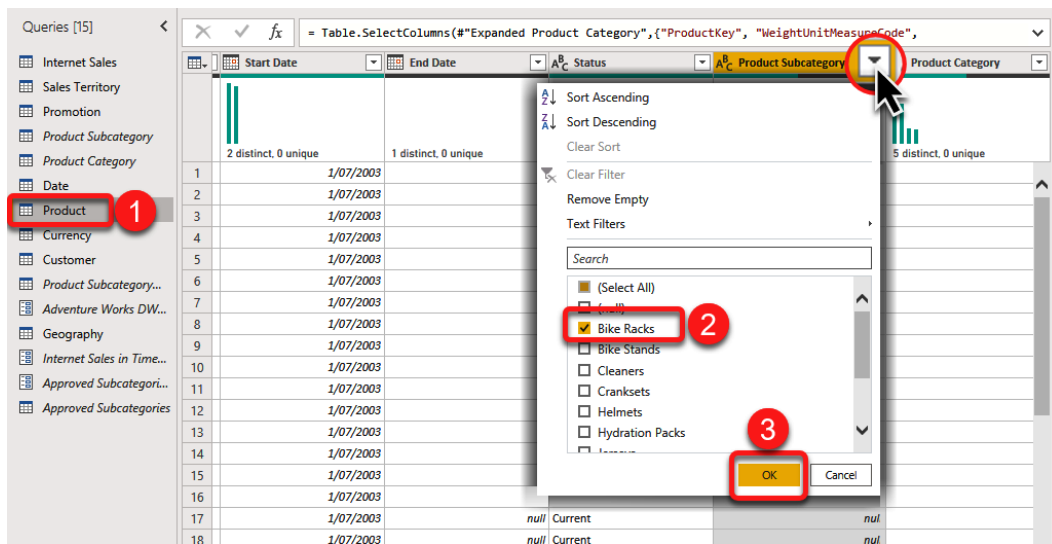 Queries [15]
Internet Sales
Sales Territory
Promotion
Product Subcategory
Product Category
Date
Product
Currency
Customer
Product Subcategory...
Adventure Works DW...
Geography
Internet Sales in Time...
Approved Subcategori...
Approved Subcategories
1
fx
= Table.SelectColumns(#"Expanded Product Category",{"ProductKey", "WeightUnitMeasureCode",
Start Date End Date ABC Status ABC Product Subcategory Product Category
2 distinct, 0 unique 1 distinct, 0 unique 5 distinct, 0 unique
1 1/07/2003
2 1/07/2003
3 1/07/2003
4 1/07/2003
5 1/07/2003
6 1/07/2003
7 1/07/2003
8 1/07/2003
9 1/07/2003
10 1/07/2003
11 1/07/2003
12 1/07/2003
13 1/07/2003
14 1/07/2003
15 1/07/2003
16 1/07/2003
17 1/07/2003 null Current nul
18 1/07/2003 null Current nul
AZ Sort Ascending
ZA Sort Descending
Clear Sort
Clear Filter
Remove Empty
Text Filters
Search
(Select All)
(null)
Bike Racks
2
Bike Stands
Cleaners
Cranksets
Helmets
Hydration Packs
3
OK Cancel